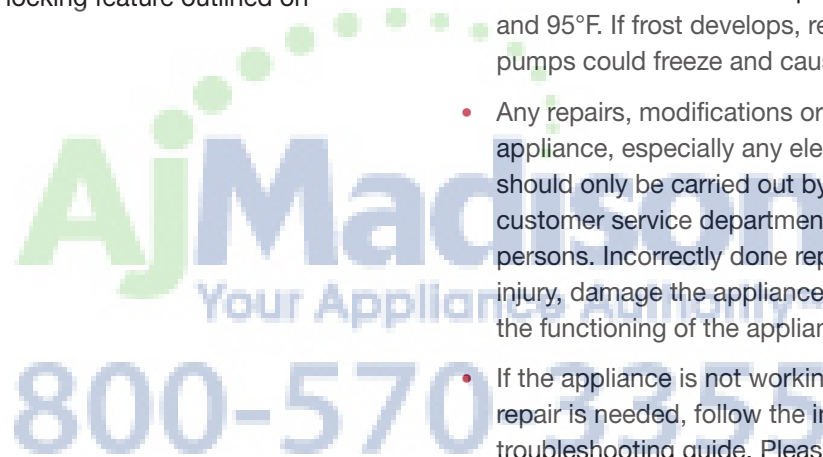 locking feature outlined on
and 95°F. If frost develops, re
pumps could freeze and caus
• Any repairs, modifications or
appliance, especially any ele
should only be carried out by
customer service departmen
persons. Incorrectly done rep
injury, damage the appliance
the functioning of the applian
• If the appliance is not workin
repair is needed, follow the in
troubleshooting guide. Pleas
AjMadison
Your Appliance Authority
800-570-3355